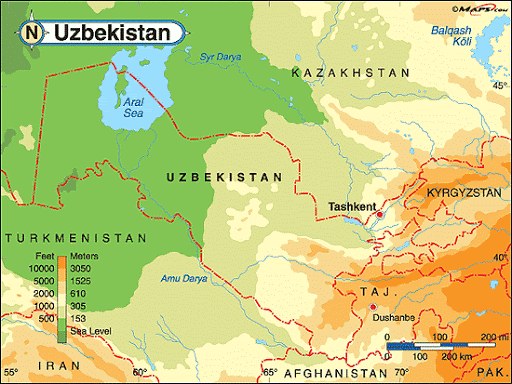 ©MAPS.com
N Uzbekistan
Balqash
Köli
Syr Darya
KAZAKHSTAN
45°
Aral
Sea
UZBEKISTAN
KYRGYZSTAN
Tashkent
TURKMENISTAN
40°
Feet Meters
10000 3050
5000 1525
2000 610
1000 305
500 153
Sea Level
Amu Darya
TAJ.
Dushanbe
0 100 200 mi
0 100 200 km
IRAN
AFGHANISTAN
PAK.
55° 60° 65° 70°